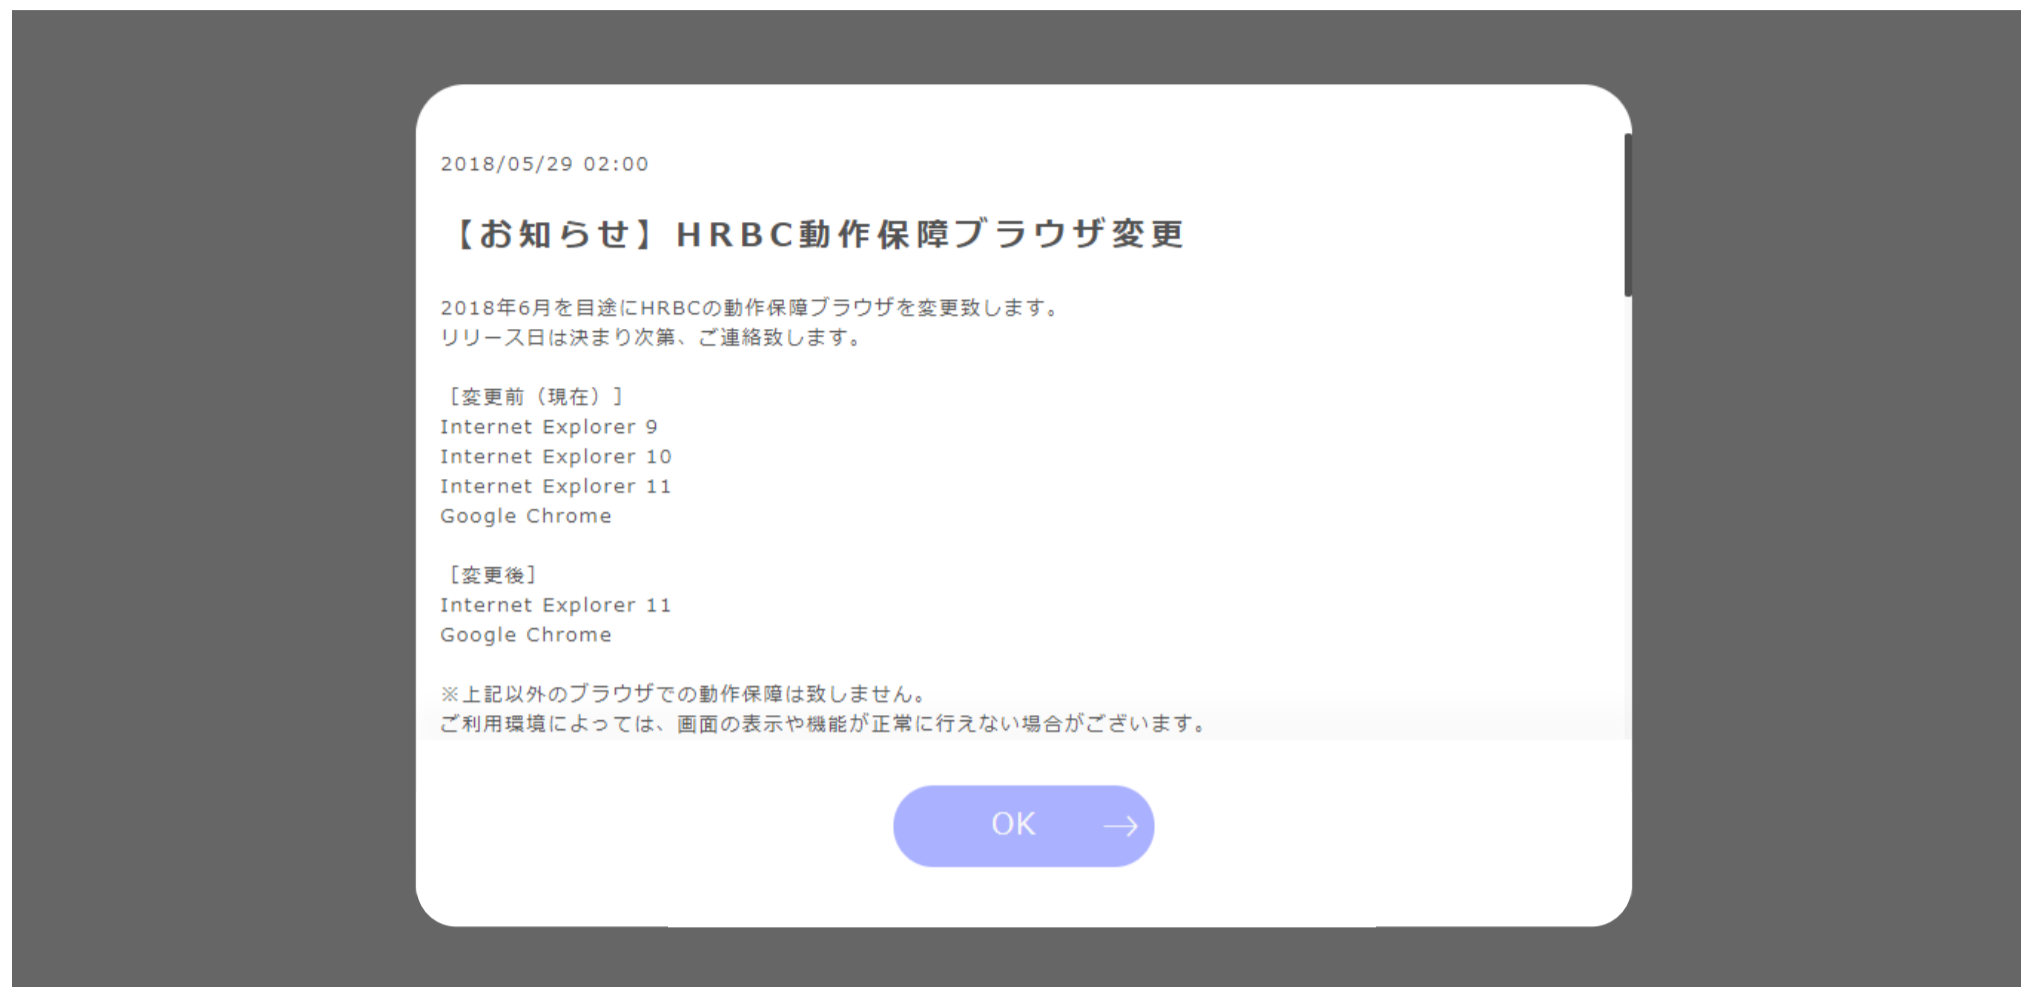 2018/05/29 02:00
【お知らせ】HRBC動作保障ブラウザ変更
2018年6月を目途にHRBCの動作保障ブラウザを変更致します。
リリース日は決まり次第、ご連絡致します。
［変更前（現在）］
Internet Explorer 9
Internet Explorer 10
Internet Explorer 11
Google Chrome
［変更後］
Internet Explorer 11
Google Chrome
※上記以外のブラウザでの動作保障は致しません。
ご利用環境によっては、画面の表示や機能が正常に行えない場合がございます。
OK